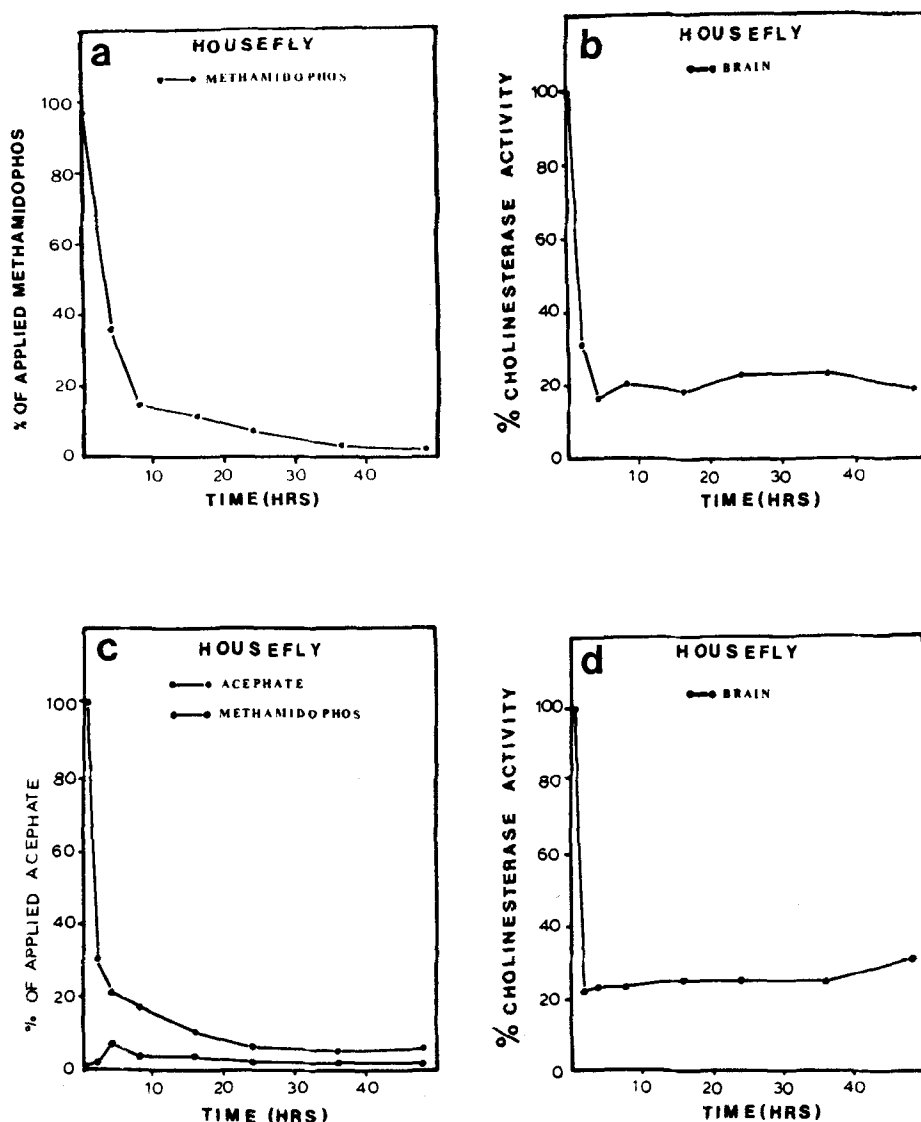 a
HOUSEFLY
METHAMIDOPHOS
% OF APPLIED METHAMIDOPHOS
100
80
60
40
20
0
10 20 30 40
TIME(HRS)
b
HOUSEFLY
BRAIN
% CHOLINESTERASE ACTIVITY
100
80
60
40
20
0
10 20 30 40
TIME(HRS)
c
HOUSEFLY
ACEPHATE
METHAMIDOPHOS
% OF APPLIED ACEPHATE
100
80
60
40
20
0
10 20 30 40
TIME (HRS)
d
HOUSEFLY
BRAIN
% CHOLINESTERASE ACTIVITY
100
80
60
40
20
0
10 20 30 40
TIME(HRS)